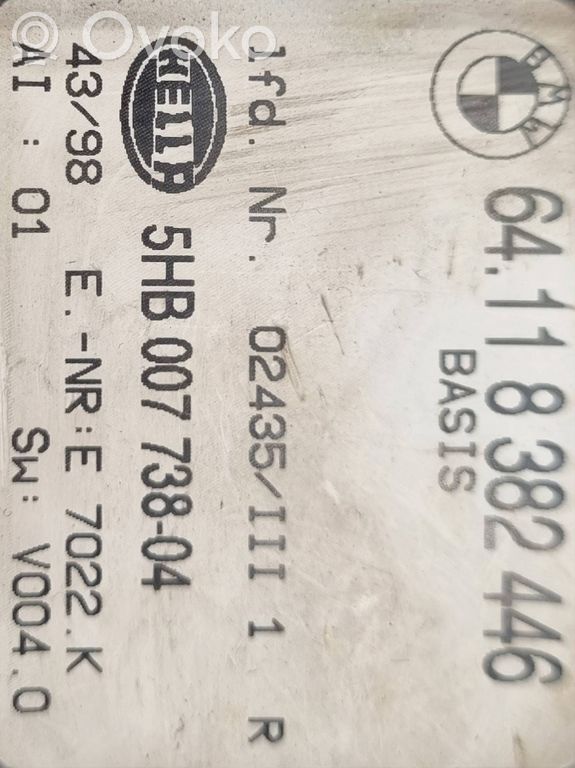 BMW
64.11 8 382 446
BASIS
lfd. Nr. 02435/III 1 R
HELLA 5HB 007 738-04
43/98 E.-NR:E 7022.K
AI : 01 Sw: V004.0
Ovoko